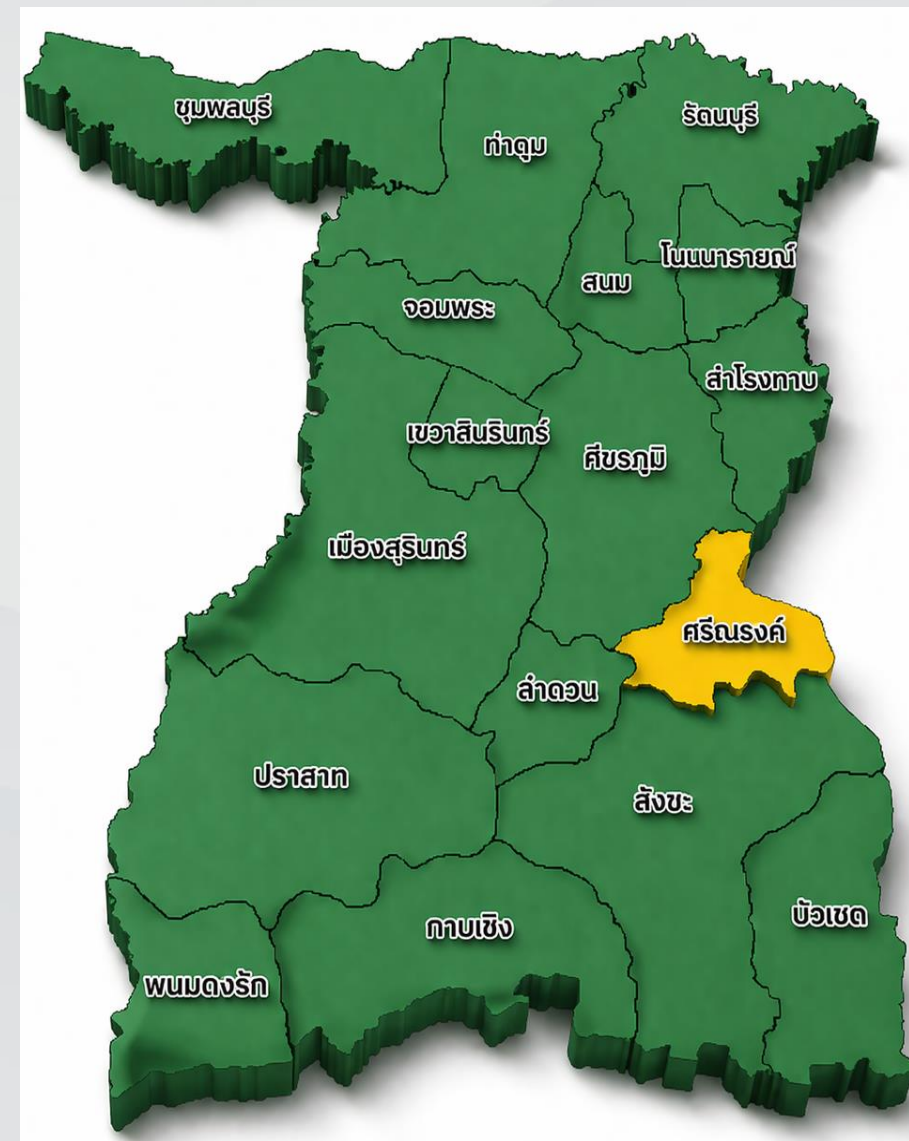 ชุมพลบุรี
ท่าตูม
รัตนบุรี
สนม
โนนนารายณ์
จอมพระ
สำโรงทาบ
เขวาสินรินทร์
ศีขรภูมิ
เมืองสุรินทร์
ศรีณรงค์
ลำดวน
ปราสาท
สังขะ
บัวเชด
กาบเชิง
พนมดงรัก